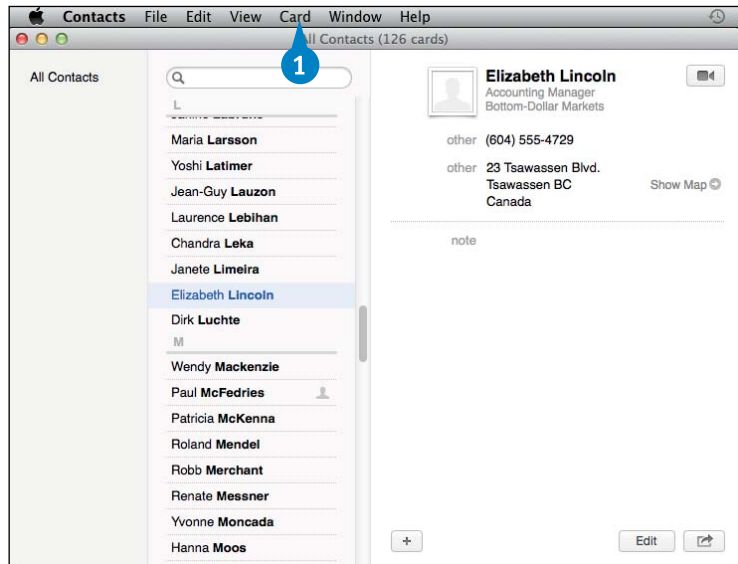 Contacts File Edit View Card Window Help
All Contacts (126 cards)
1
All Contacts
L
Maria Larsson
Yoshi Latimer
Jean-Guy Lauzon
Laurence Lebihan
Chandra Leka
Janete Limeira
Elizabeth Lincoln
Dirk Luchte
M
Wendy Mackenzie
Paul McFedries
Patricia McKenna
Roland Mendel
Robb Merchant
Renate Messner
Yvonne Moncada
Hanna Moos
Elizabeth Lincoln
Accounting Manager
Bottom-Dollar Markets
other (604) 555-4729
other 23 Tsawassen Blvd.
Tsawassen BC Show Map
Canada
note
+
Edit